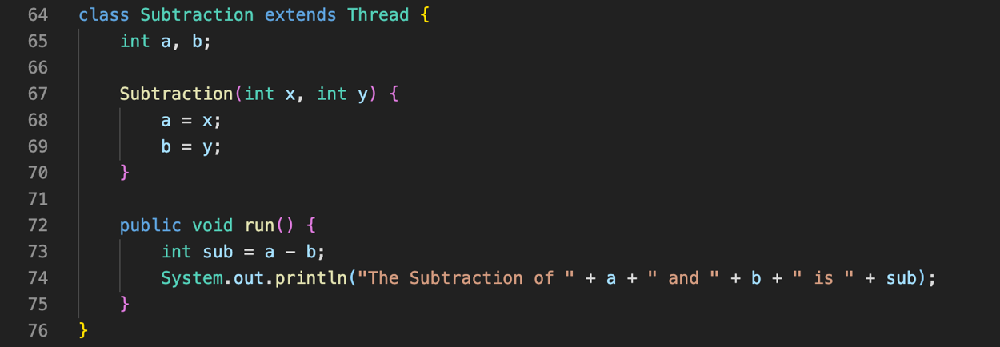 64 class Subtraction extends Thread {
65     int a, b;
66
67     Subtraction(int x, int y) {
68         a = x;
69         b = y;
70     }
71
72     public void run() {
73         int sub = a - b;
74         System.out.println("The Subtraction of " + a + " and " + b + " is " + sub);
75     }
76 }